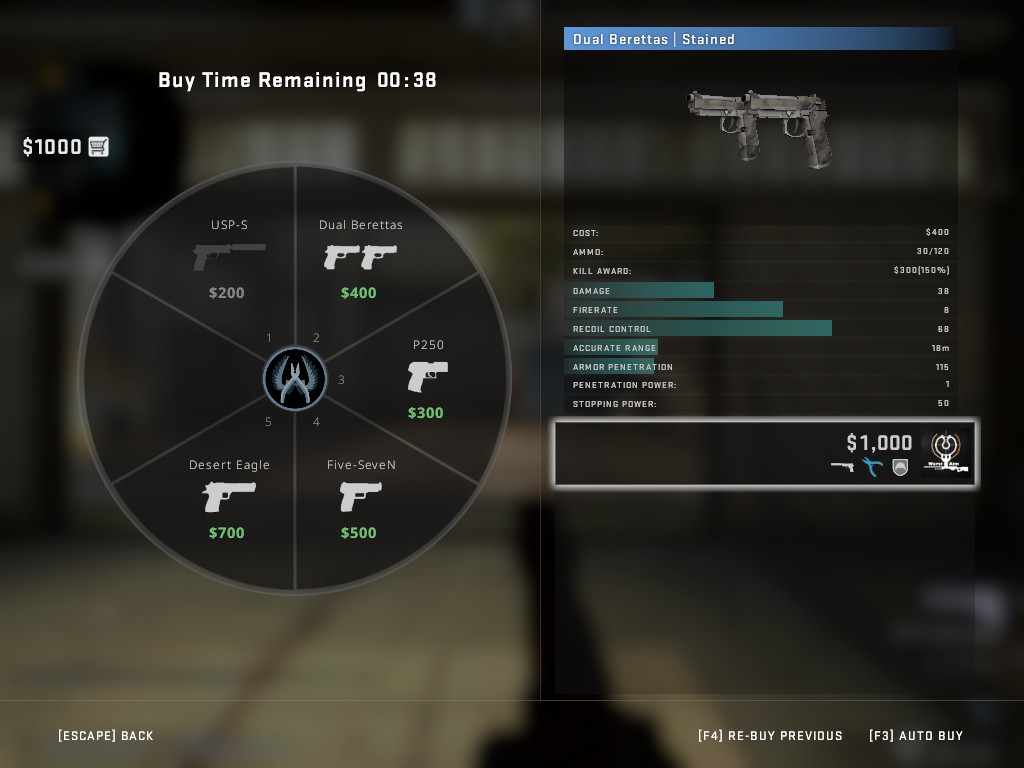 Dual Berettas | Stained
Buy Time Remaining 00:38
$1000
USP-S
$200
Dual Berettas
$400
P250
$300
Desert Eagle
$700
Five-SeveN
$500
1 2
3
5 4
COST: $400
AMMO: 30/120
KILL AWARD: $300(150%)
DAMAGE 38
FIRERATE 8
RECOIL CONTROL 68
ACCURATE RANGE 18m
ARMOR PENETRATION 115
PENETRATION POWER: 1
STOPPING POWER: 50
$1,000
Worst Aim
[ESCAPE] BACK
[F4] RE-BUY PREVIOUS
[F3] AUTO BUY